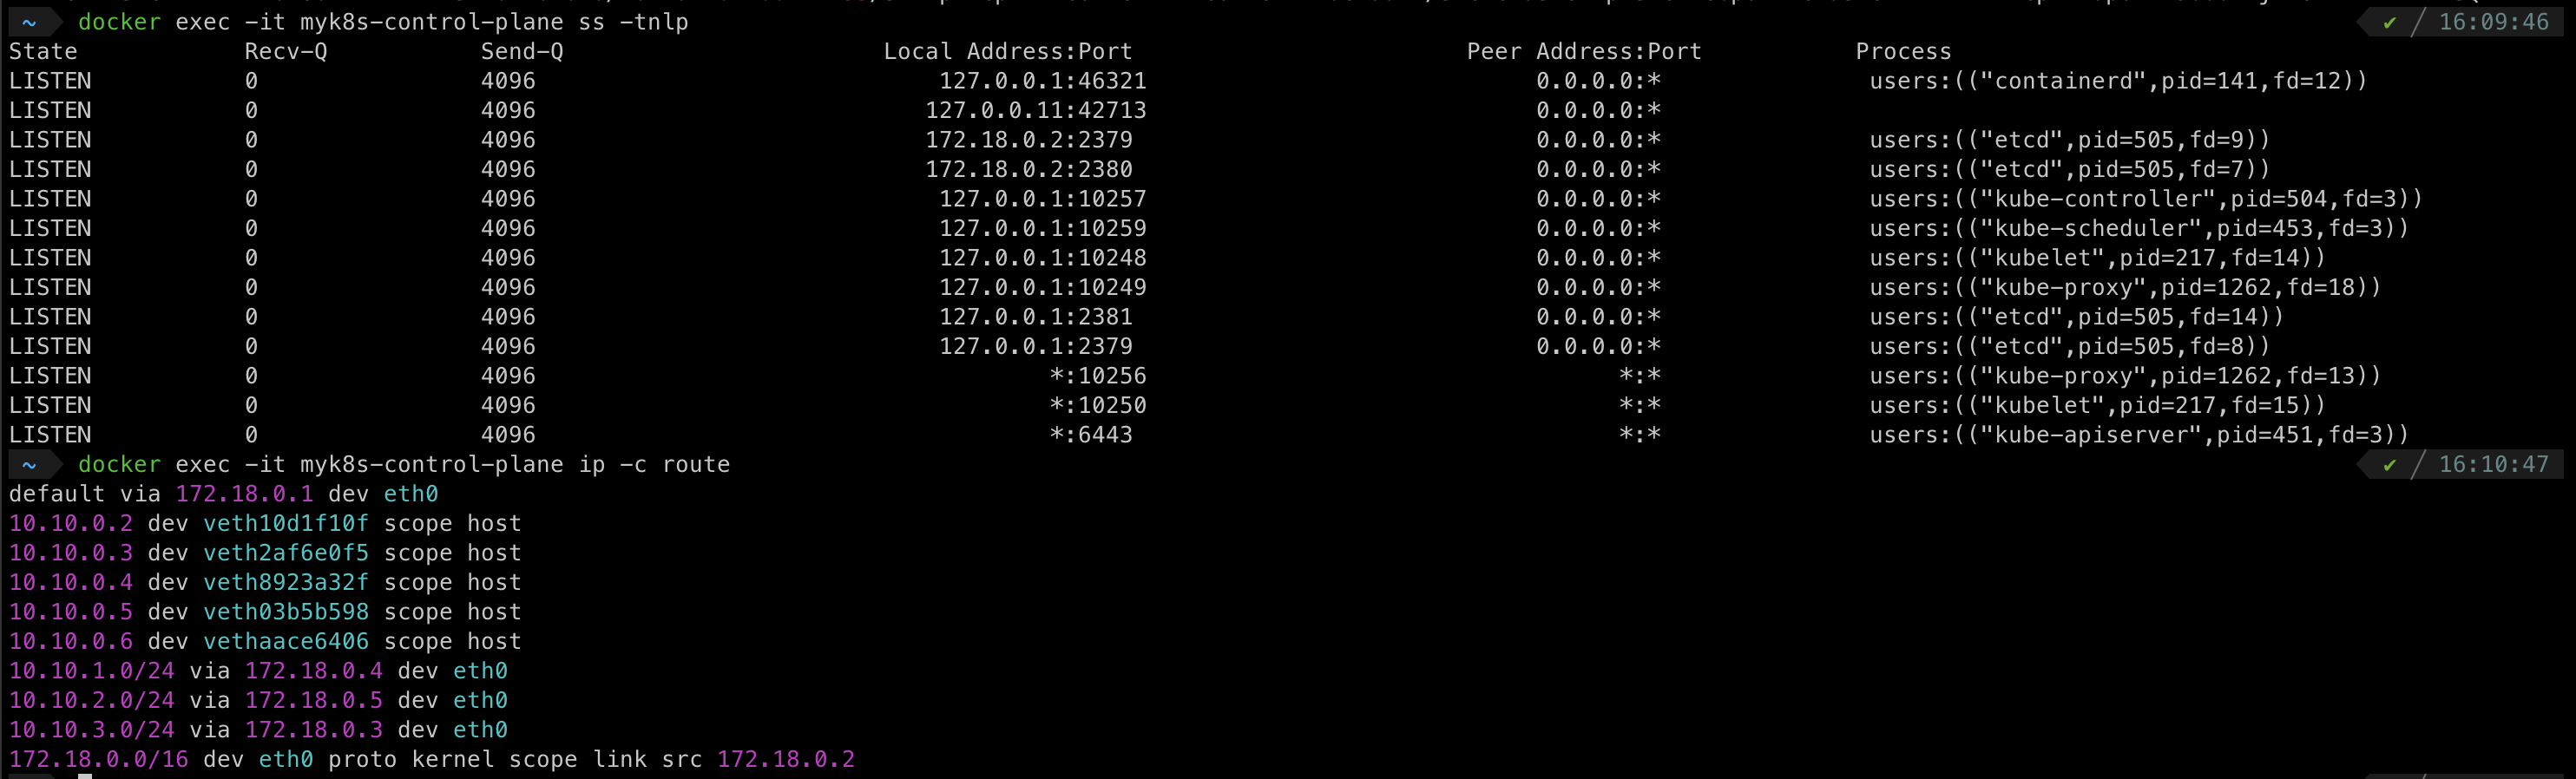 ~ docker exec -it myk8s-control-plane ss -tnlp ✔ 16:09:46
State Recv-Q Send-Q Local Address:Port Peer Address:Port Process
LISTEN 0 4096 127.0.0.1:46321 0.0.0.0:* users:(("containerd",pid=141,fd=12))
LISTEN 0 4096 127.0.0.11:42713 0.0.0.0:*
LISTEN 0 4096 172.18.0.2:2379 0.0.0.0:* users:(("etcd",pid=505,fd=9))
LISTEN 0 4096 172.18.0.2:2380 0.0.0.0:* users:(("etcd",pid=505,fd=7))
LISTEN 0 4096 127.0.0.1:10257 0.0.0.0:* users:(("kube-controller",pid=504,fd=3))
LISTEN 0 4096 127.0.0.1:10259 0.0.0.0:* users:(("kube-scheduler",pid=453,fd=3))
LISTEN 0 4096 127.0.0.1:10248 0.0.0.0:* users:(("kubelet",pid=217,fd=14))
LISTEN 0 4096 127.0.0.1:10249 0.0.0.0:* users:(("kube-proxy",pid=1262,fd=18))
LISTEN 0 4096 127.0.0.1:2381 0.0.0.0:* users:(("etcd",pid=505,fd=14))
LISTEN 0 4096 127.0.0.1:2379 0.0.0.0:* users:(("etcd",pid=505,fd=8))
LISTEN 0 4096 *:10256 *:* users:(("kube-proxy",pid=1262,fd=13))
LISTEN 0 4096 *:10250 *:* users:(("kubelet",pid=217,fd=15))
LISTEN 0 4096 *:6443 *:* users:(("kube-apiserver",pid=451,fd=3))
~ docker exec -it myk8s-control-plane ip -c route ✔ 16:10:47
default via 172.18.0.1 dev eth0
10.10.0.2 dev veth10d1f10f scope host
10.10.0.3 dev veth2af6e0f5 scope host
10.10.0.4 dev veth8923a32f scope host
10.10.0.5 dev veth03b5b598 scope host
10.10.0.6 dev vethaace6406 scope host
10.10.1.0/24 via 172.18.0.4 dev eth0
10.10.2.0/24 via 172.18.0.5 dev eth0
10.10.3.0/24 via 172.18.0.3 dev eth0
172.18.0.0/16 dev eth0 proto kernel scope link src 172.18.0.2